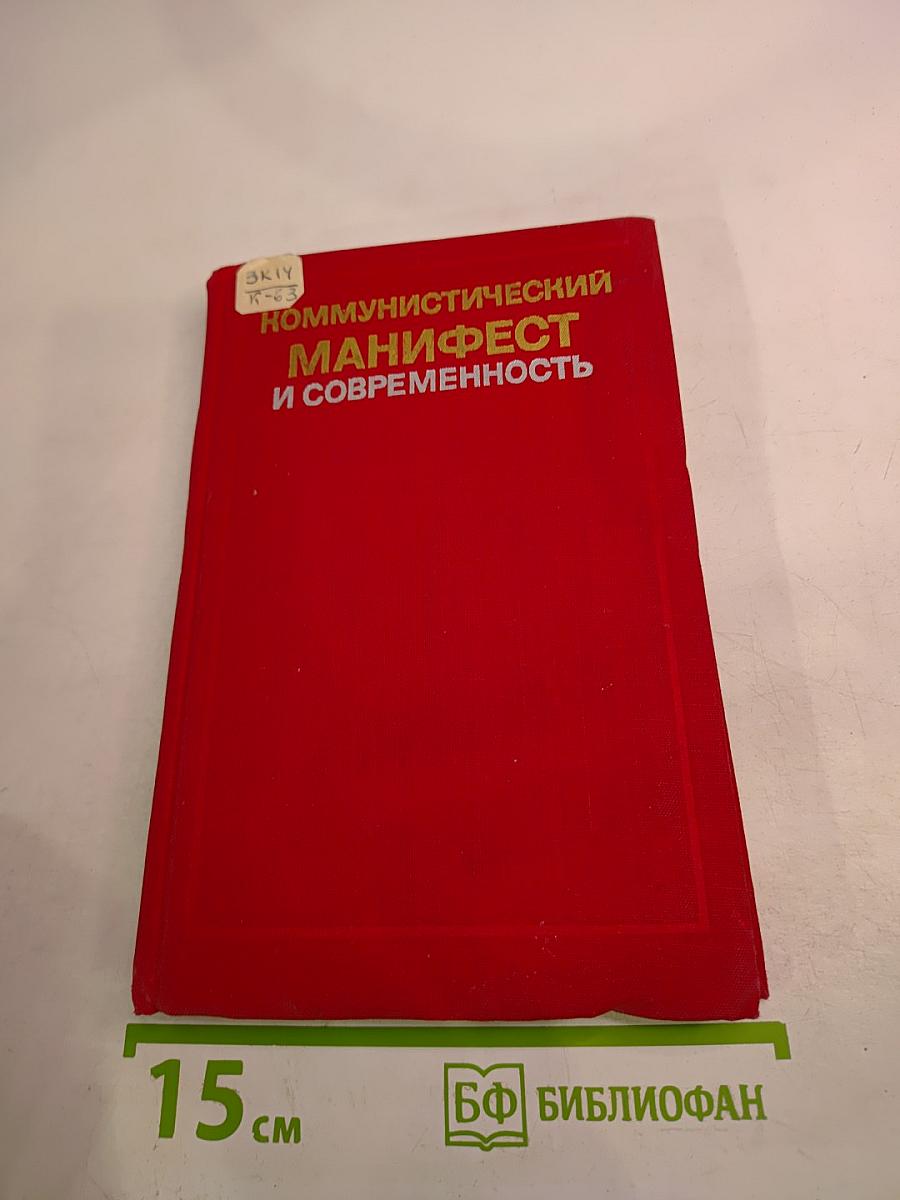 3К14
К-63
КОММУНИСТИЧЕСКИЙ
МАНИФЕСТ
И СОВРЕМЕННОСТЬ
15 см
БФ БИБЛИОФАН